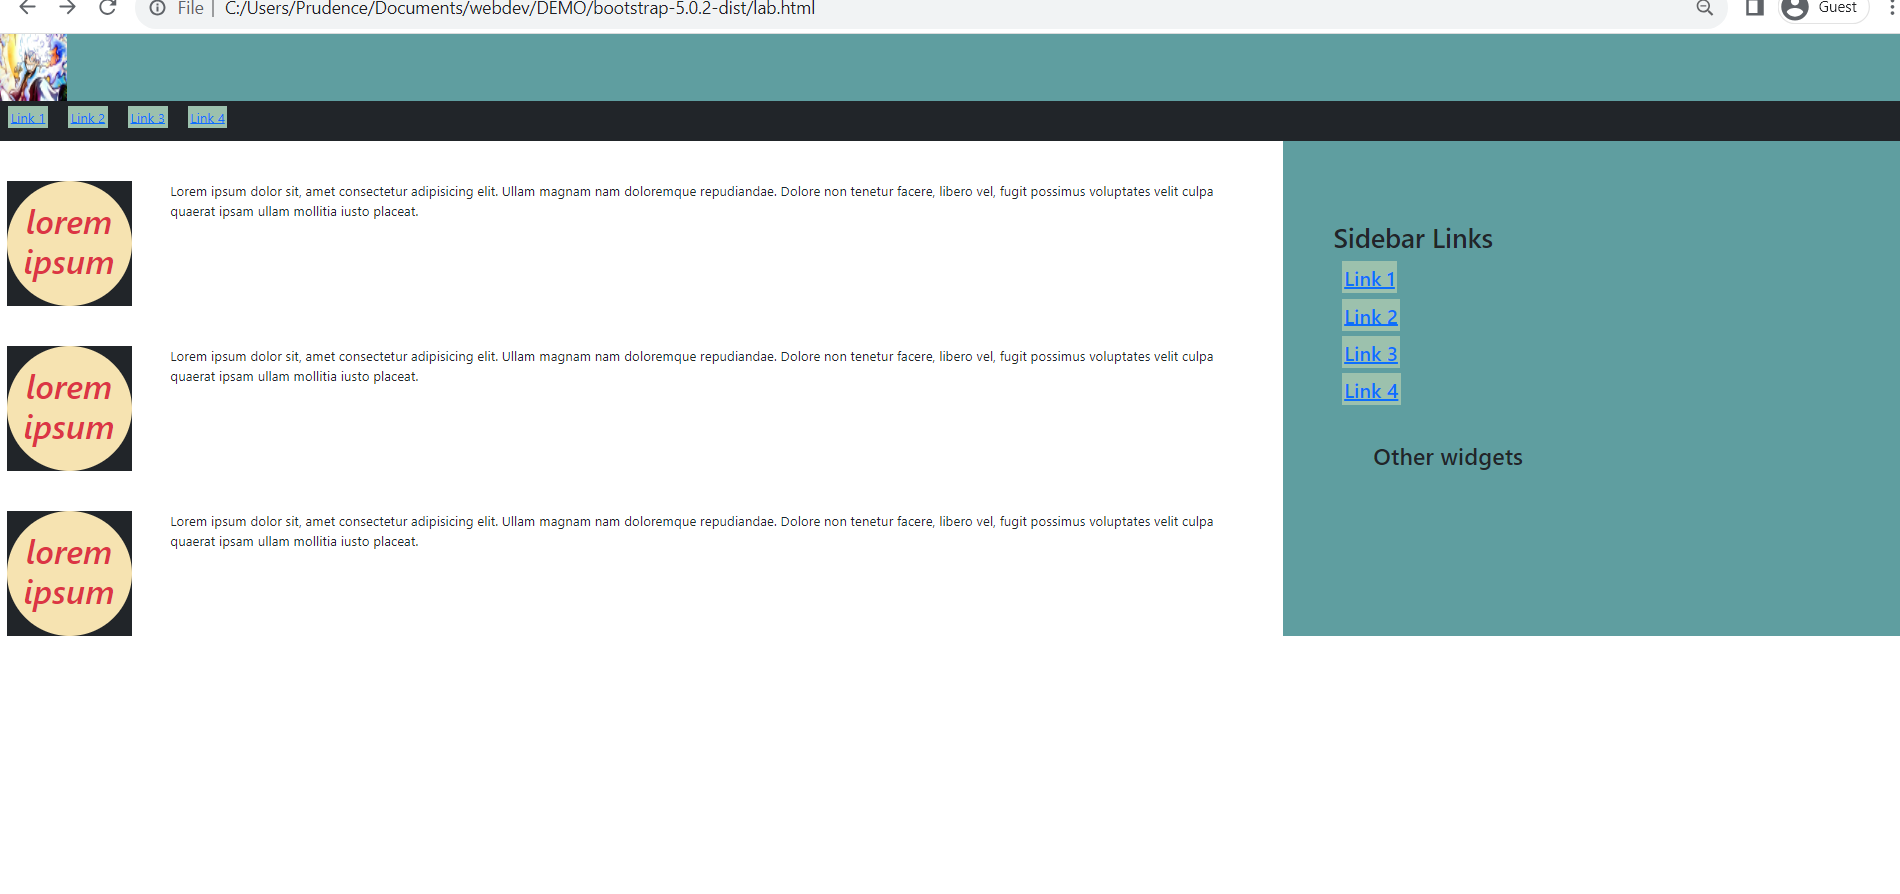 File | C:/Users/Prudence/Documents/webdev/DEMO/bootstrap-5.0.2-dist/lab.html
Guest
Link 1 Link 2 Link 3 Link 4
lorem
ipsum
Lorem ipsum dolor sit, amet consectetur adipisicing elit. Ullam magnam nam doloremque repudiandae. Dolore non tenetur facere, libero vel, fugit possimus voluptates velit culpa
quaerat ipsam ullam mollitia iusto placeat.
lorem
ipsum
Lorem ipsum dolor sit, amet consectetur adipisicing elit. Ullam magnam nam doloremque repudiandae. Dolore non tenetur facere, libero vel, fugit possimus voluptates velit culpa
quaerat ipsam ullam mollitia iusto placeat.
lorem
ipsum
Lorem ipsum dolor sit, amet consectetur adipisicing elit. Ullam magnam nam doloremque repudiandae. Dolore non tenetur facere, libero vel, fugit possimus voluptates velit culpa
quaerat ipsam ullam mollitia iusto placeat.
Sidebar Links
Link 1
Link 2
Link 3
Link 4
Other widgets